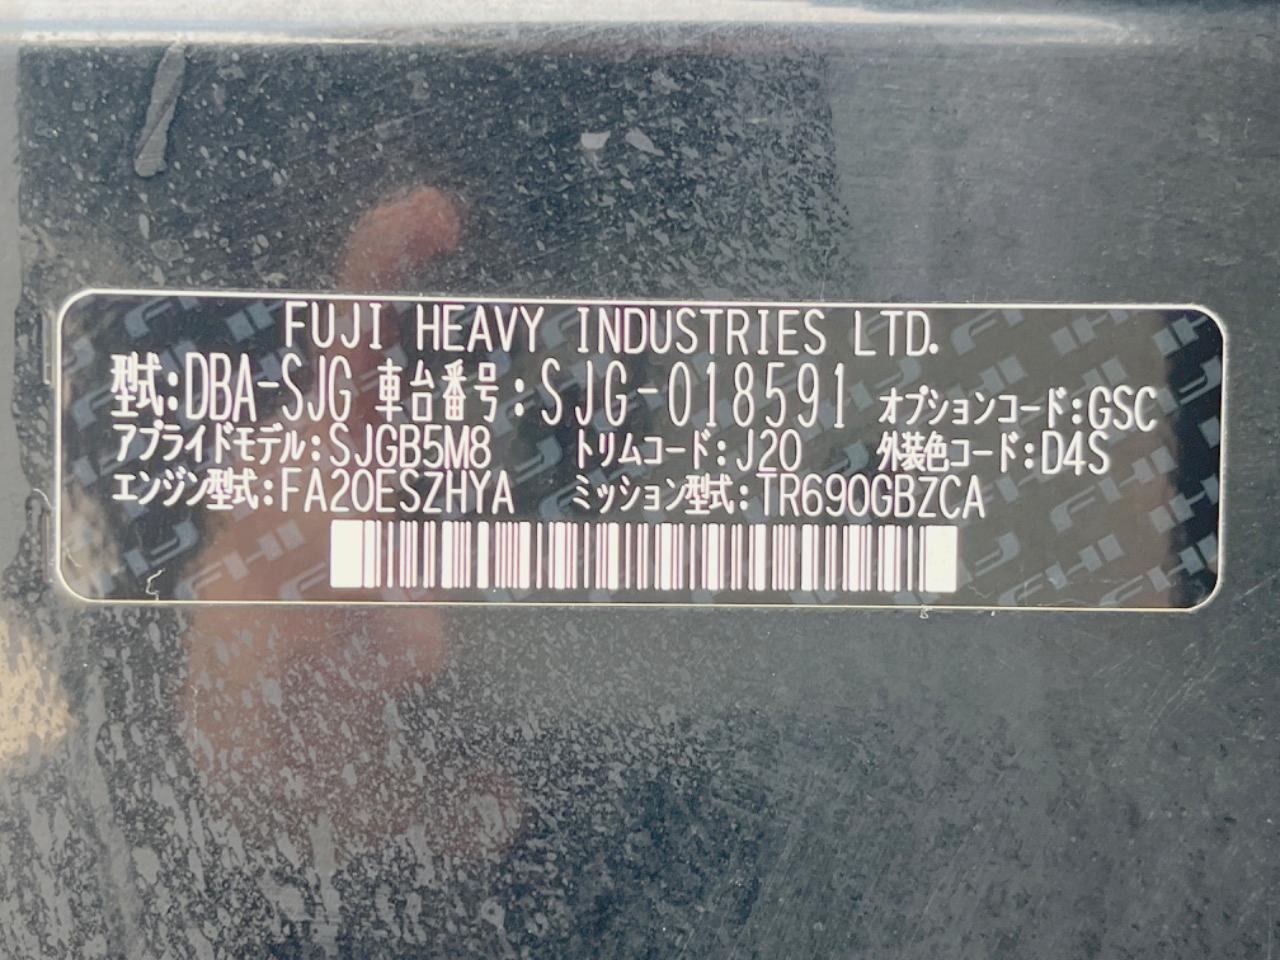 FUJI HEAVY INDUSTRIES LTD.
型式:DBA-SJG 車台番号:SJG-018591 オプションコード:GSC
アプライドモデル:SJGB5M8 トリムコード:J20 外装色コード:D4S
エンジン型式:FA20ESZHYA ミッション型式:TR690GBZCA